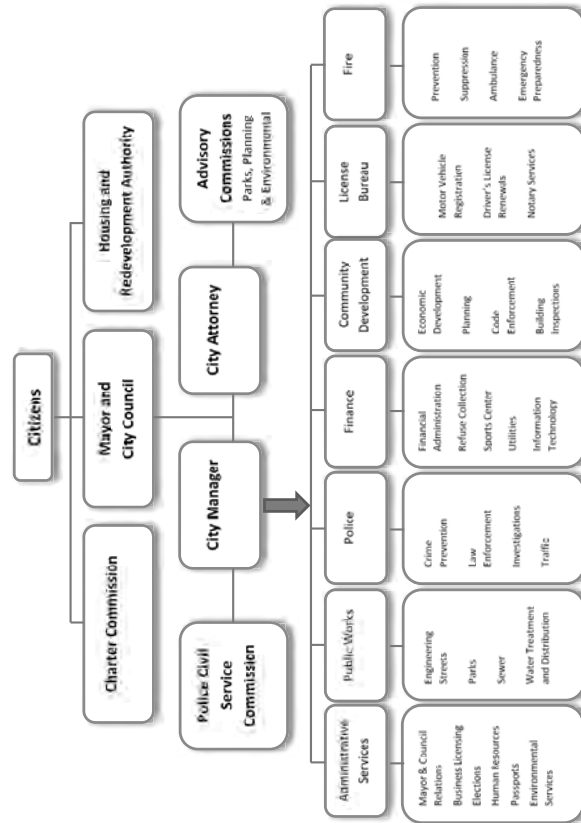 Citizens
Charter Commission
Mayor and
City Council
Housing and
Redevelopment Authority
Police Civil
Service
Commission
City Manager
City Attorney
Advisory
Commissions
Parks, Planning
& Environmental
Administrative
Services
Public Works
Police
Finance
Community
Development
License
Bureau
Fire
Mayor & Council
Relations
Business Licensing
Elections
Human Resources
Passports
Environmental
Services
Engineering
Streets
Parks
Sewer
Water Treatment
and Distribution
Crime
Prevention
Law
Enforcement
Investigations
Traffic
Financial
Administration
Refuse Collection
Sports Center
Utilities
Information
Technology
Economic
Development
Planning
Code
Enforcement
Building
Inspections
Motor Vehicle
Registration
Driver's License
Renewals
Notary Services
Prevention
Suppression
Ambulance
Emergency
Preparedness